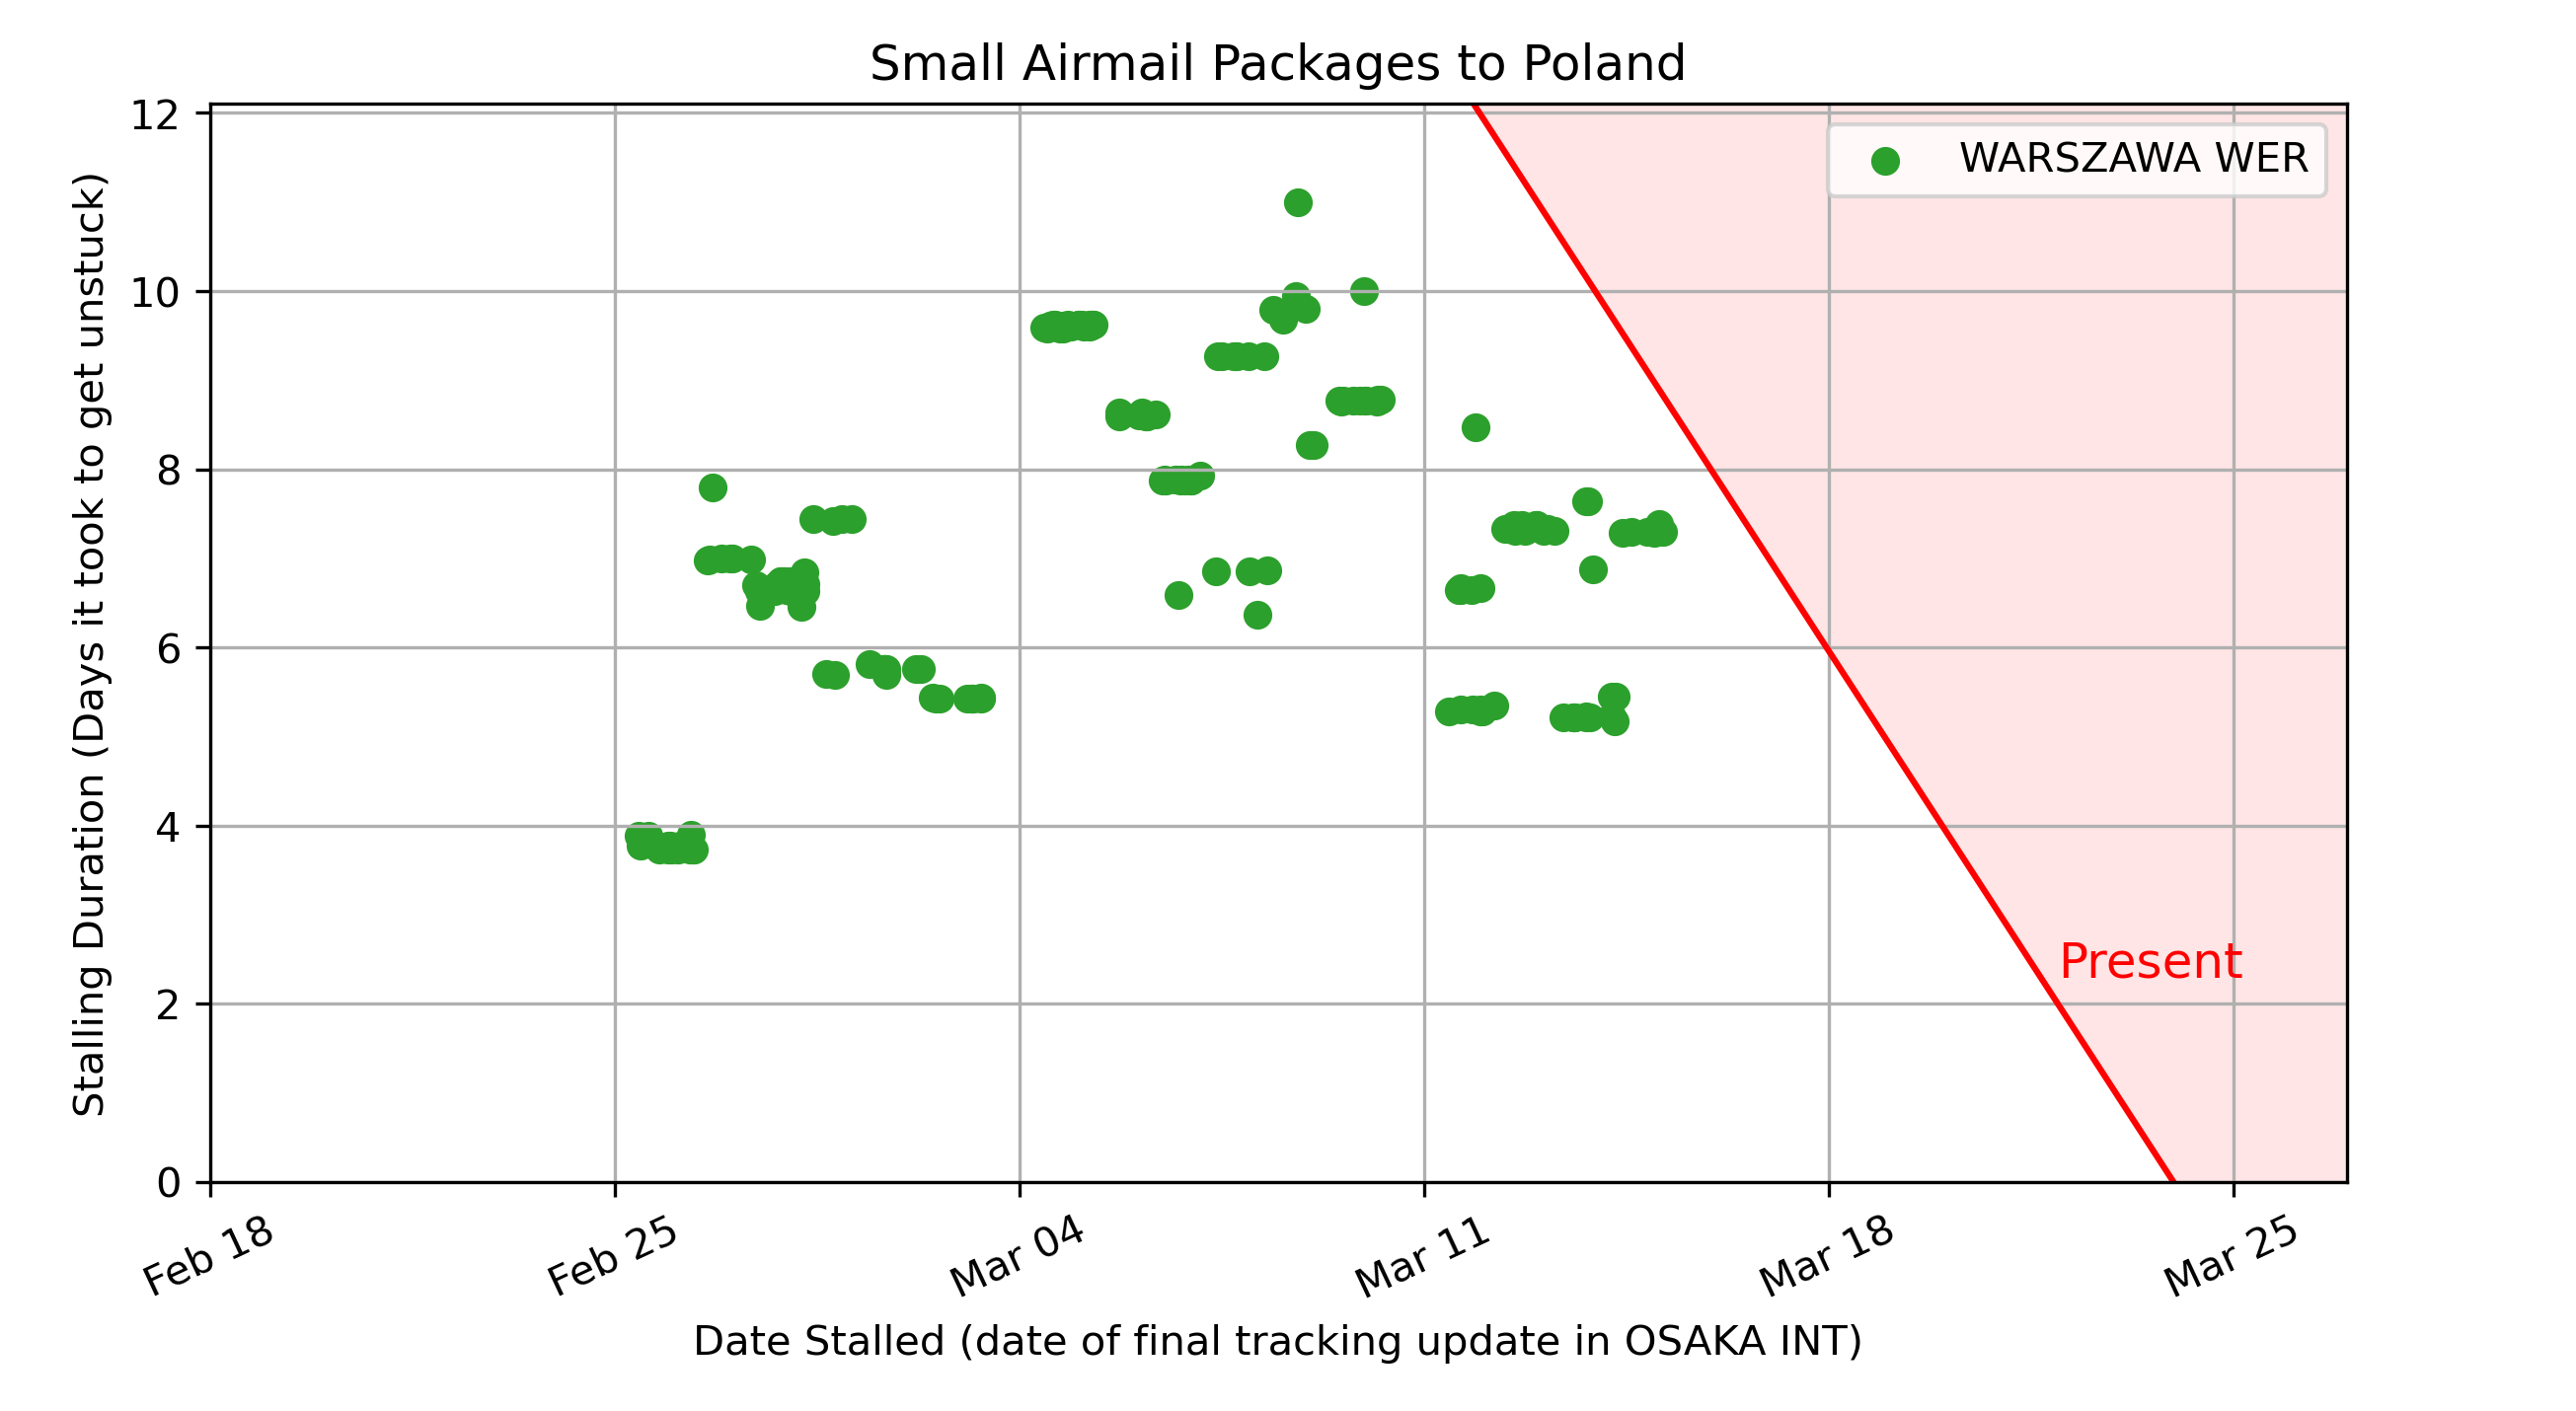 Small Airmail Packages to Poland
Stalling Duration (Days it took to get unstuck)
12
10
8
6
4
2
0
WARSZAWA WER
Present
Feb 18
Feb 25
Mar 04
Mar 11
Mar 18
Mar 25
Date Stalled (date of final tracking update in OSAKA INT)